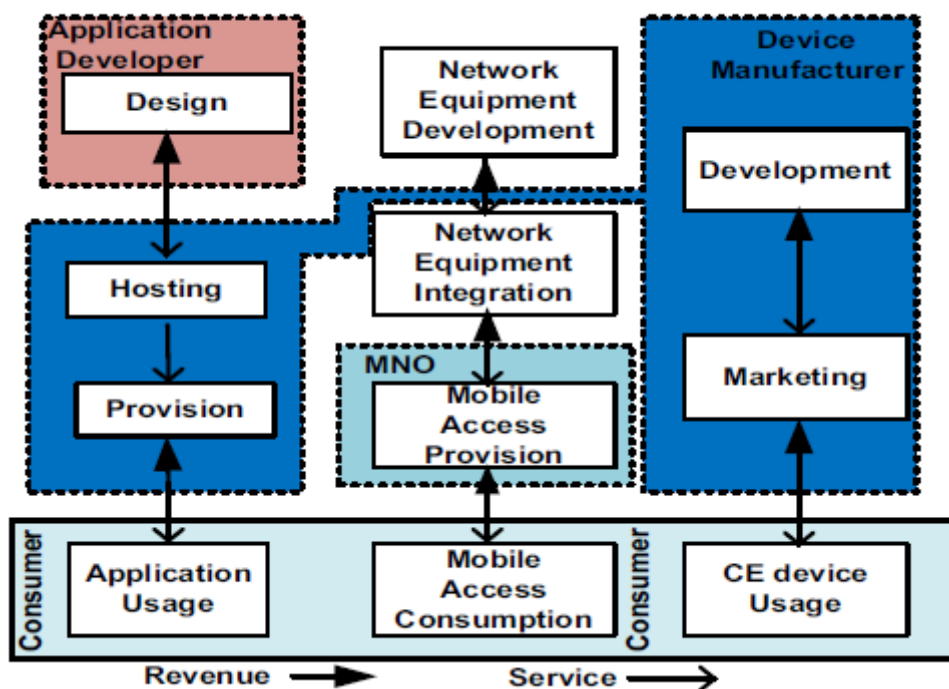 Application
Developer
Design
Hosting
Provision
Network
Equipment
Development
Network
Equipment
Integration
MNO
Mobile
Access
Provision
Device
Manufacturer
Development
Marketing
Consumer
Application
Usage
Mobile
Access
Consumption
Consumer
CE device
Usage
Revenue
Service